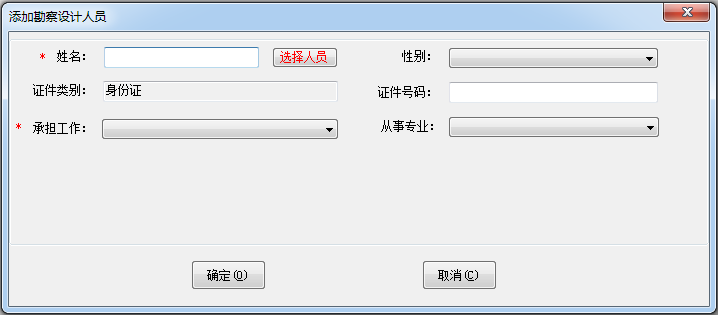 添加勘察设计人员
* 姓名： 选择人员 性别：
证件类别： 身份证 证件号码：
* 承担工作： 从事专业：
确定(O) 取消(C)